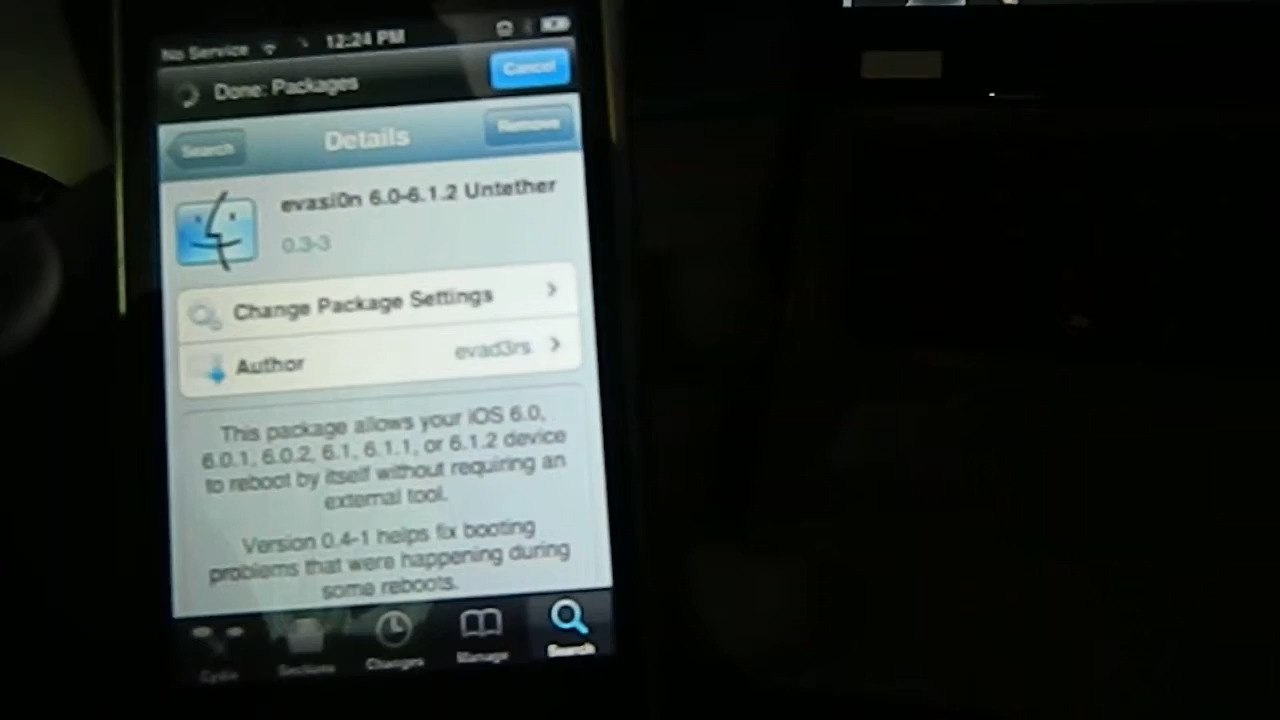 No Service 12:24 PM
Done: Packages
Cancel
Search
Details
Remove
evasi0n 6.0-6.1.2 Untether
0.3-3
Change Package Settings
Author
evad3rs
This package allows your iOS 6.0,
6.0.1, 6.0.2, 6.1, 6.1.1, or 6.1.2 device
to reboot by itself without requiring an
external tool.
Version 0.4-1 helps fix booting
problems that were happening during
some reboots.
Cydia
Sections
Changes
Manage
Search